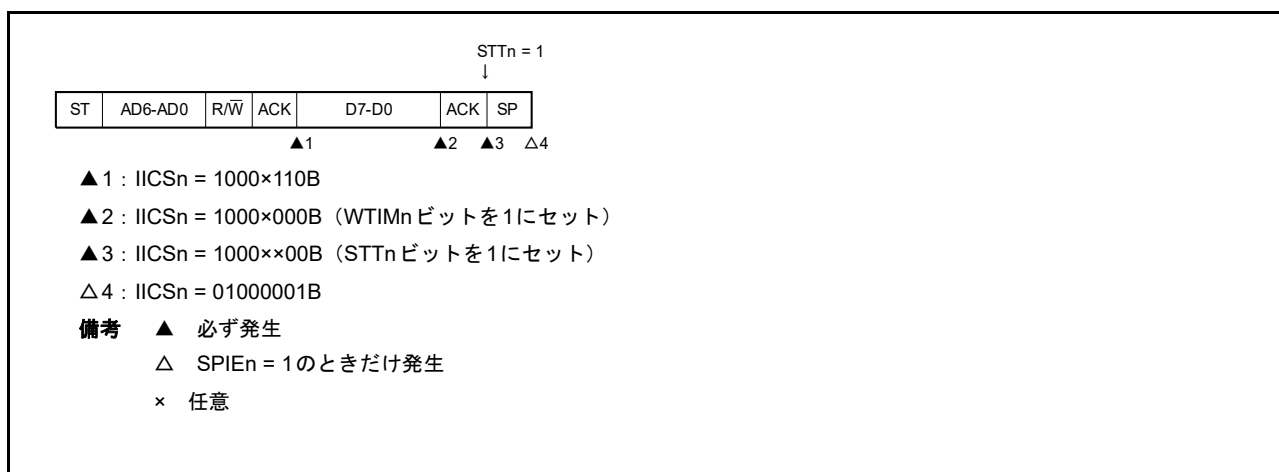 STTn = 1
↓
ST AD6-AD0 R/W̅ ACK D7-D0 ACK SP
▲1 ▲2 ▲3 △4
▲1：IICSn = 1000×110B
▲2：IICSn = 1000×000B（WTIMnビットを1にセット）
▲3：IICSn = 1000××00B（STTnビットを1にセット）
△4：IICSn = 01000001B
備考 ▲ 必ず発生
△ SPIEn = 1のときだけ発生
× 任意